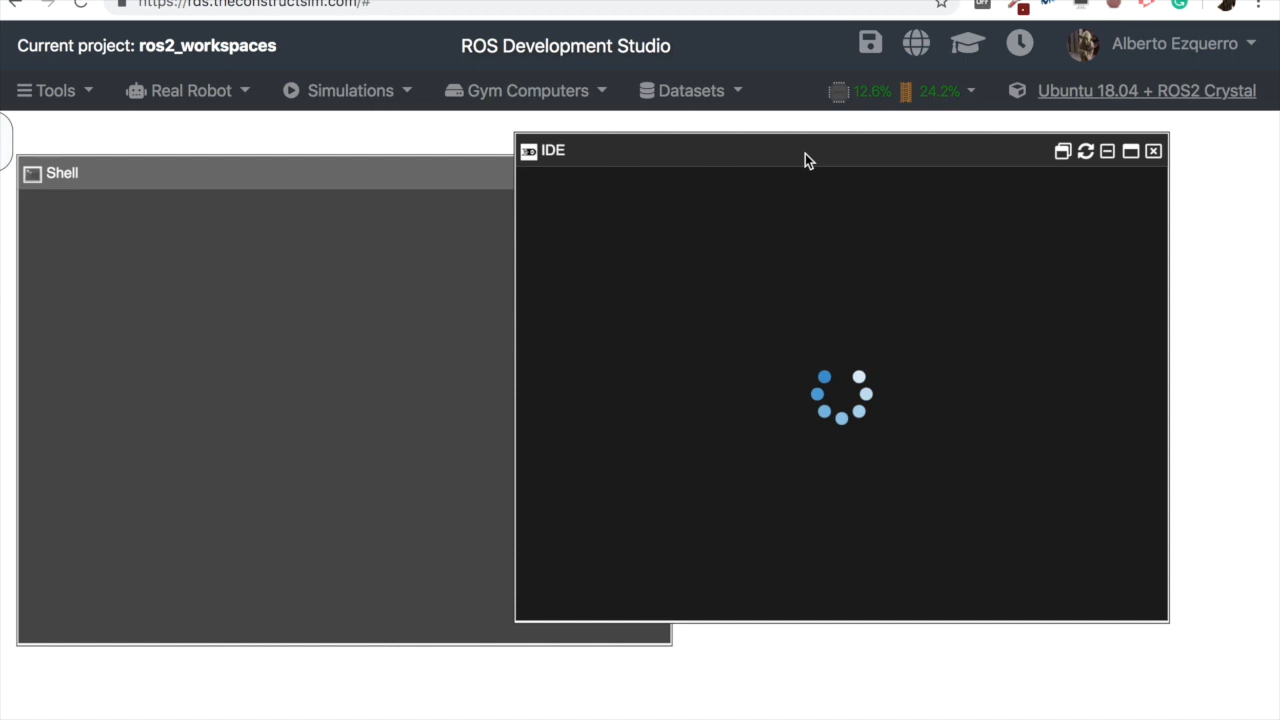 https://rds.theconstructsim.com/#
Current project: ros2_workspaces
ROS Development Studio
Alberto Ezquerro
Tools
Real Robot
Simulations
Gym Computers
Datasets
12.6%
24.2%
Ubuntu 18.04 + ROS2 Crystal
Shell
IDE